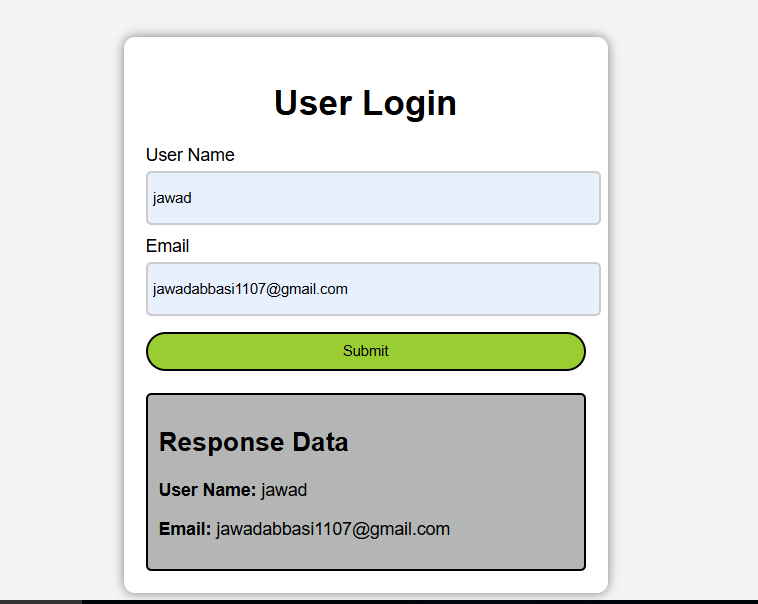 User Login
User Name
jawad
Email
jawadabbasi1107@gmail.com
Submit
Response Data
User Name: jawad
Email: jawadabbasi1107@gmail.com